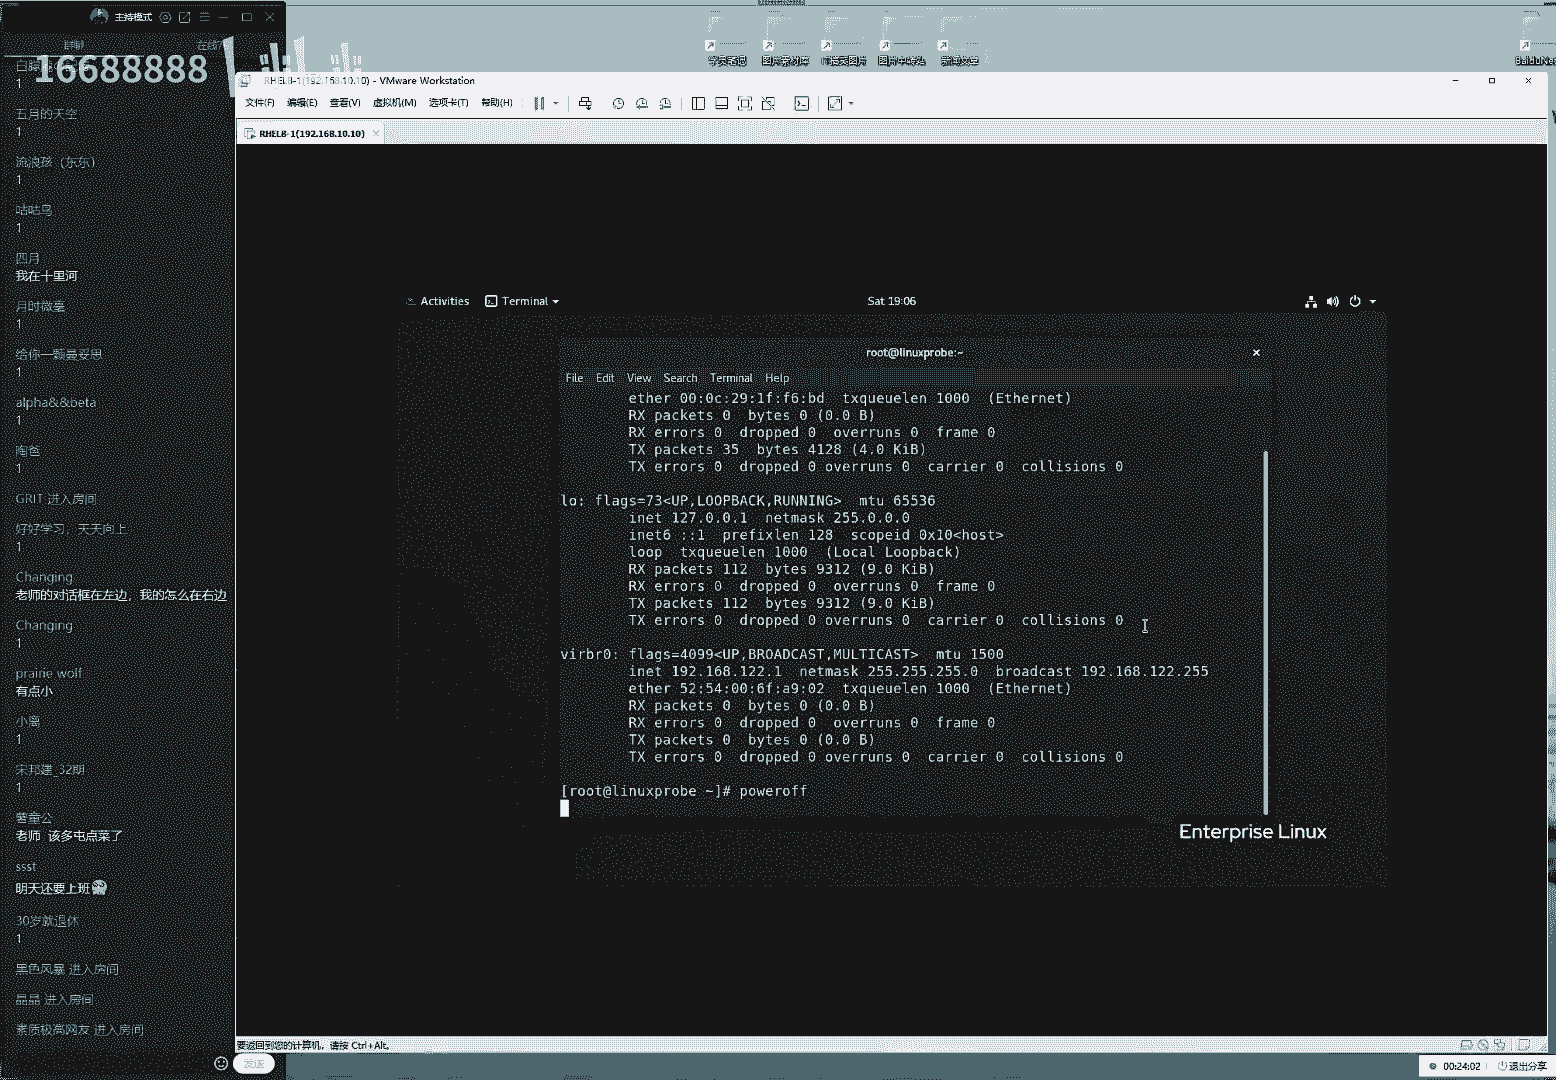 主持模式
群聊
16688888
1
五月的天空
1
流浪孩（东东）
1
咕咕鸟
1
四月
我在十里河
月时微毫
1
给你一颗曼妥思
1
alpha&&beta
1
陶爸
1
GRIT 进入房间
好好学习，天天向上
1
Changing
老师的对话框在左边，我的怎么在右边
Changing
1
prairie wolf
有点小
1
宋邦建_32期
1
老师 该多屯点菜了
ssst
明天还要上班
30岁就退休
1
黑色风暴 进入房间
晶晶 进入房间
素质极高网友 进入房间
发送
RHEL8-1(192.168.10.10) - VMware Workstation
文件(F) 编辑(E) 查看(V) 虚拟机(M) 选项卡(T) 帮助(H)
RHEL8-1(192.168.10.10)
Activities Terminal Sat 19:06
root@linuxprobe:~
File Edit View Search Terminal Help
ether 00:0c:29:1f:f6:bd txqueuelen 1000 (Ethernet)
RX packets 0 bytes 0 (0.0 B)
RX errors 0 dropped 0 overruns 0 frame 0
TX packets 35 bytes 4128 (4.0 KiB)
TX errors 0 dropped 0 overruns 0 carrier 0 collisions 0
lo: flags=73<UP,LOOPBACK,RUNNING> mtu 65536
inet 127.0.0.1 netmask 255.0.0.0
inet6 ::1 prefixlen 128 scopeid 0x10<host>
loop txqueuelen 1000 (Local Loopback)
RX packets 112 bytes 9312 (9.0 KiB)
RX errors 0 dropped 0 overruns 0 frame 0
TX packets 112 bytes 9312 (9.0 KiB)
TX errors 0 dropped 0 overruns 0 carrier 0 collisions 0
virbr0: flags=4099<UP,BROADCAST,MULTICAST> mtu 1500
inet 192.168.122.1 netmask 255.255.255.0 broadcast 192.168.122.255
ether 52:54:00:6f:a9:02 txqueuelen 1000 (Ethernet)
RX packets 0 bytes 0 (0.0 B)
RX errors 0 dropped 0 overruns 0 frame 0
TX packets 0 bytes 0 (0.0 B)
TX errors 0 dropped 0 overruns 0 carrier 0 collisions 0
[root@linuxprobe ~]# poweroff
Enterprise Linux
要返回到您的计算机，请按 Ctrl+Alt。
00:24:02 退出分享